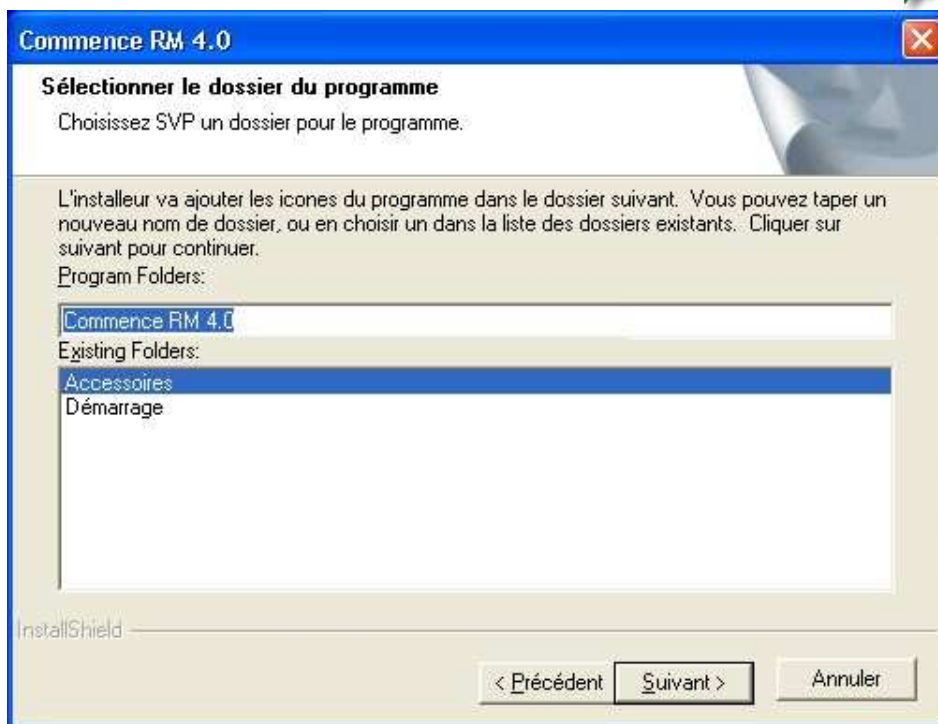 Commence RM 4.0
Sélectionner le dossier du programme
Choisissez SVP un dossier pour le programme.
L'installeur va ajouter les icones du programme dans le dossier suivant. Vous pouvez taper un
nouveau nom de dossier, ou en choisir un dans la liste des dossiers existants. Cliquer sur
suivant pour continuer.
Program Folders:
Commence RM 4.0
Existing Folders:
Accessoires
Démarrage
InstallShield
< Précédent
Suivant >
Annuler